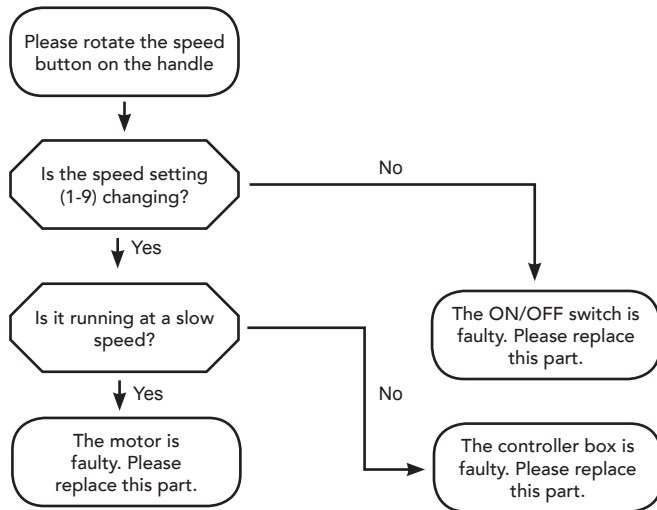 Please rotate the speed
button on the handle
Is the speed setting
(1-9) changing?
No
Yes
Is it running at a slow
speed?
The ON/OFF switch is
faulty. Please replace
this part.
Yes
No
The motor is
faulty. Please
replace this part.
The controller box is
faulty. Please replace
this part.